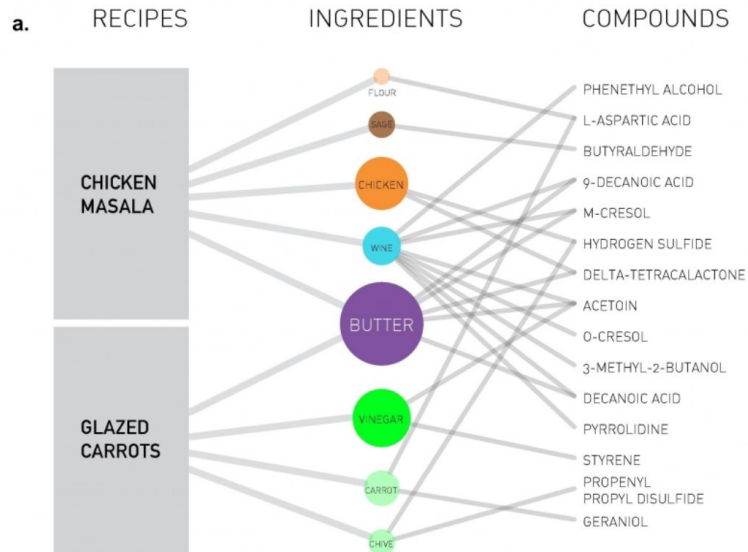 a.
RECIPES
INGREDIENTS
COMPOUNDS
CHICKEN
MASALA
GLAZED
CARROTS
FLOUR
SAGE
CHICKEN
WINE
BUTTER
VINEGAR
CARROT
CHIVE
PHENETHYL ALCOHOL
L-ASPARTIC ACID
BUTYRALDEHYDE
9-DECANOIC ACID
M-CRESOL
HYDROGEN SULFIDE
DELTA-TETRACALACTONE
ACETOIN
O-CRESOL
3-METHYL-2-BUTANOL
DECANOIC ACID
PYRROLIDINE
STYRENE
PROPENYL
PROPYL DISULFIDE
GERANIOL